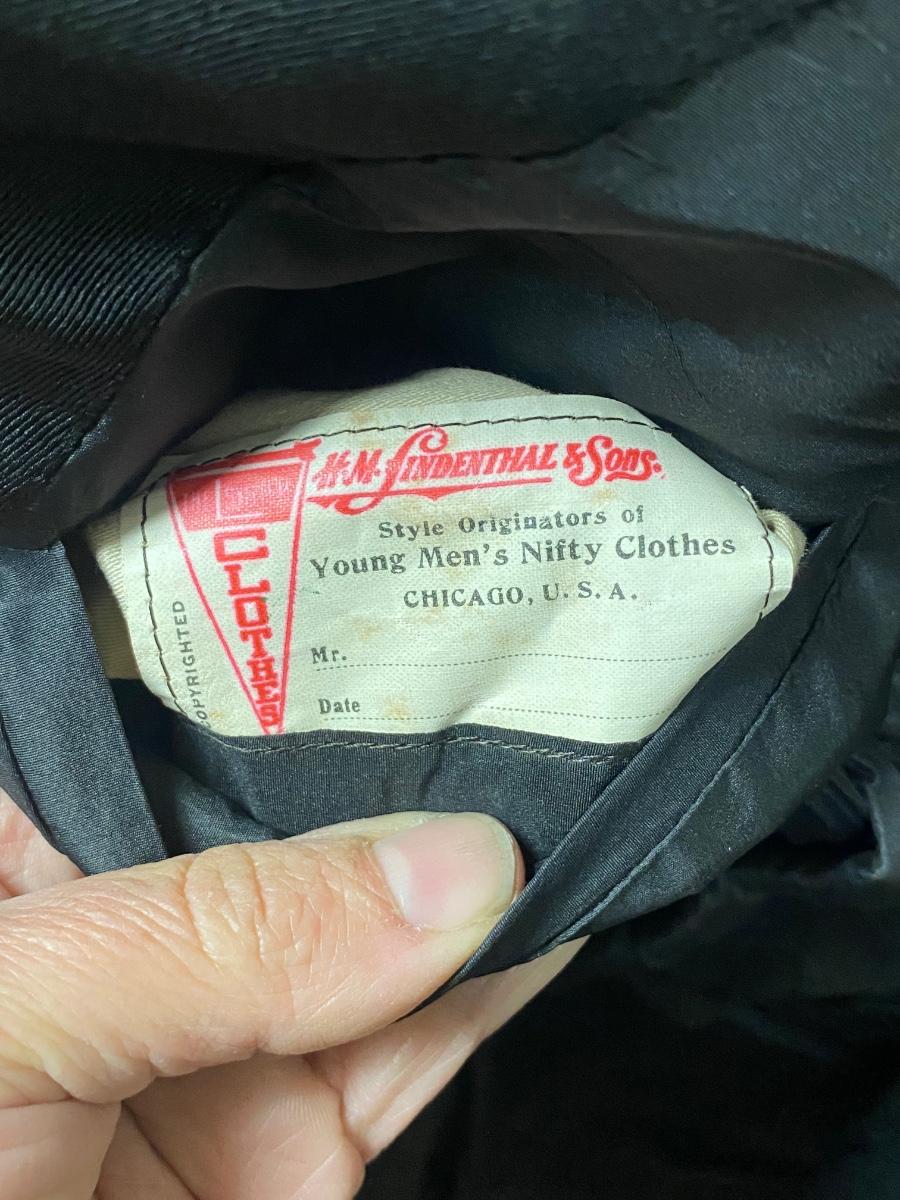 H.M. Lindenthal & Sons.
Style Originators of
Young Men's Nifty Clothes
CHICAGO, U.S.A.
Mr.
Date
L
CLOTHES
COPYRIGHTED